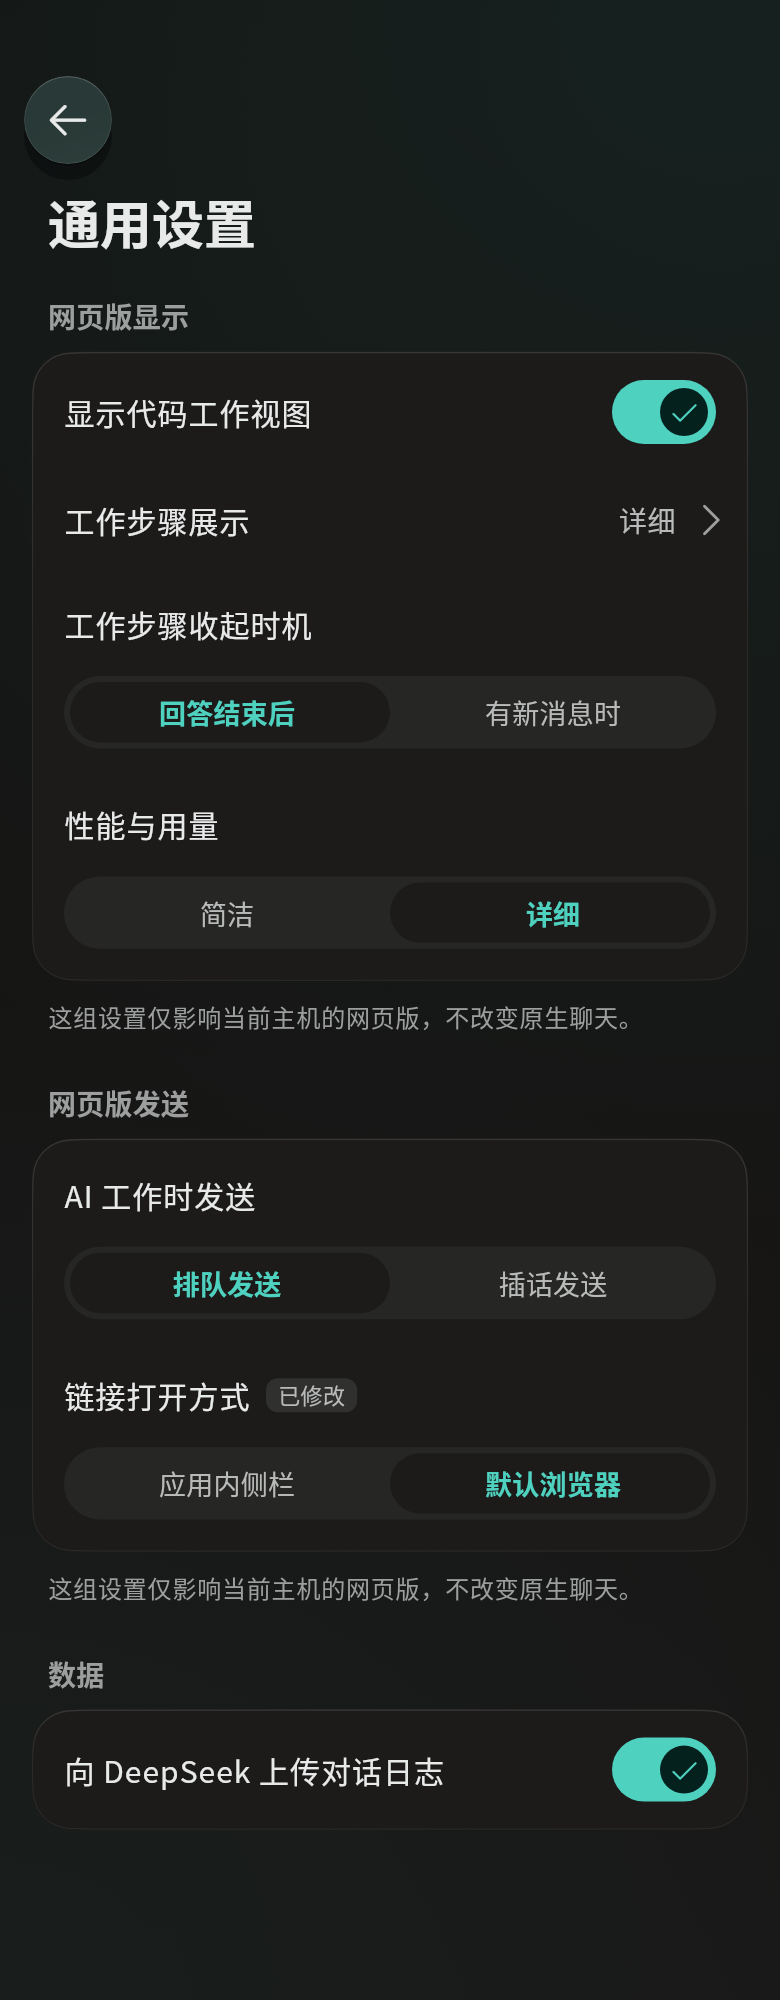 通用设置
网页版显示
显示代码工作视图
工作步骤展示 详细
工作步骤收起时机
回答结束后 有新消息时
性能与用量
简洁 详细
这组设置仅影响当前主机的网页版，不改变原生聊天。
网页版发送
AI 工作时发送
排队发送 插话发送
链接打开方式 已修改
应用内侧栏 默认浏览器
这组设置仅影响当前主机的网页版，不改变原生聊天。
数据
向 DeepSeek 上传对话日志